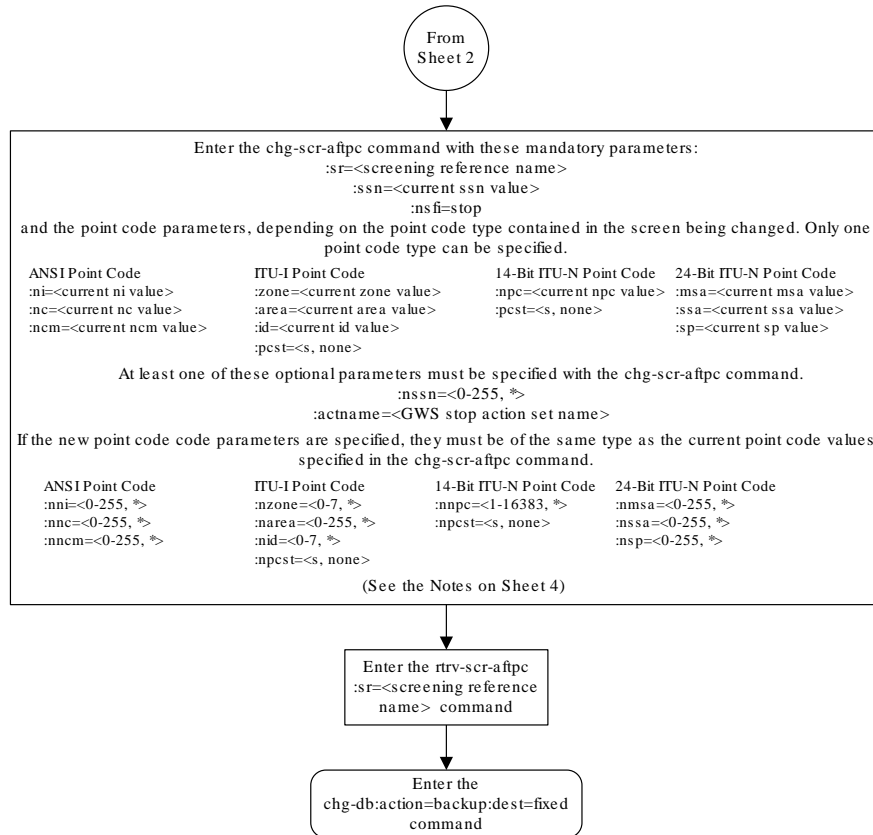 From
Sheet 2
Enter the chg-scr-aftpc command with these mandatory parameters:
:sr=<screening reference name>
:ssn=<current ssn value>
:nsfi=stop
and the point code parameters, depending on the point code type contained in the screen being changed. Only one
point code type can be specified.
ANSI Point Code
:ni=<current ni value>
:nc=<current nc value>
:ncm=<current ncm value>
ITU-I Point Code
:zone=<current zone value>
:area=<current area value>
:id=<current id value>
:pcst=<s, none>
14-Bit ITU-N Point Code
:npc=<current npc value>
:pcst=<s, none>
24-Bit ITU-N Point Code
:msa=<current msa value>
:ssa=<current ssa value>
:sp=<current sp value>
At least one of these optional parameters must be specified with the chg-scr-aftpc command.
:nssn=<0-255, *>
:actname=<GWS stop action set name>
If the new point code code parameters are specified, they must be of the same type as the current point code values
specified in the chg-scr-aftpc command.
ANSI Point Code
:nni=<0-255, *>
:nnc=<0-255, *>
:nncm=<0-255, *>
ITU-I Point Code
:nzone=<0-7, *>
:narea=<0-255, *>
:nid=<0-7, *>
:npcst=<s, none>
14-Bit ITU-N Point Code
:nnpc=<1-16383, *>
:npcst=<s, none>
24-Bit ITU-N Point Code
:nmsa=<0-255, *>
:nssa=<0-255, *>
:nsp=<0-255, *>
(See the Notes on Sheet 4)
Enter the rtrv-scr-aftpc
:sr=<screening reference
name> command
Enter the
chg-db:action=backup:dest=fixed
command